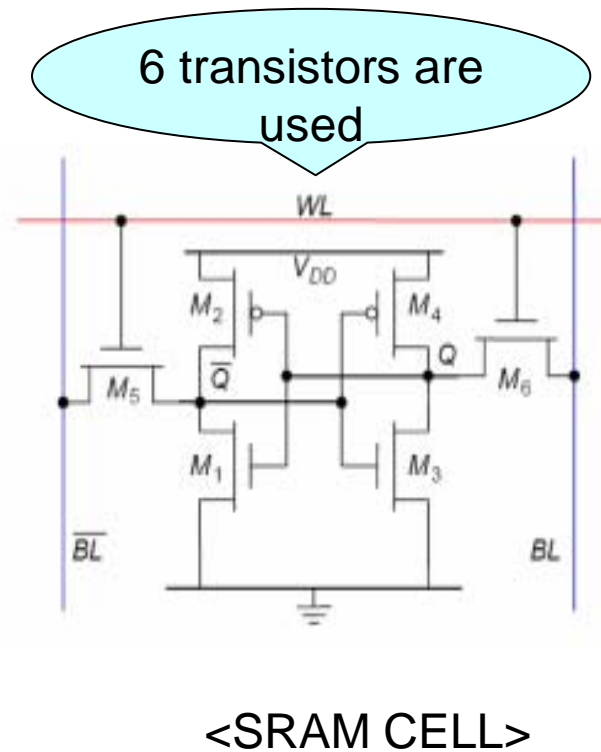 6 transistors are
used
WL
V_DD
M_2
M_4
Q̅
Q
M_5
M_6
M_1
M_3
B̅L̅
BL
<SRAM CELL>